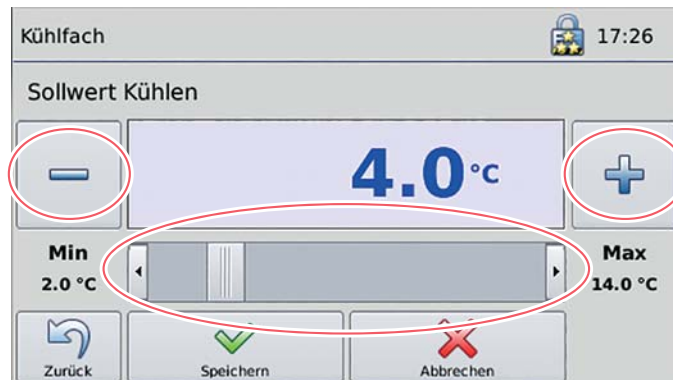 Kühlfach 17:26
Sollwert Kühlen
4.0 °C
Min Max
2.0 °C 14.0 °C
Zurück Speichern Abbrechen